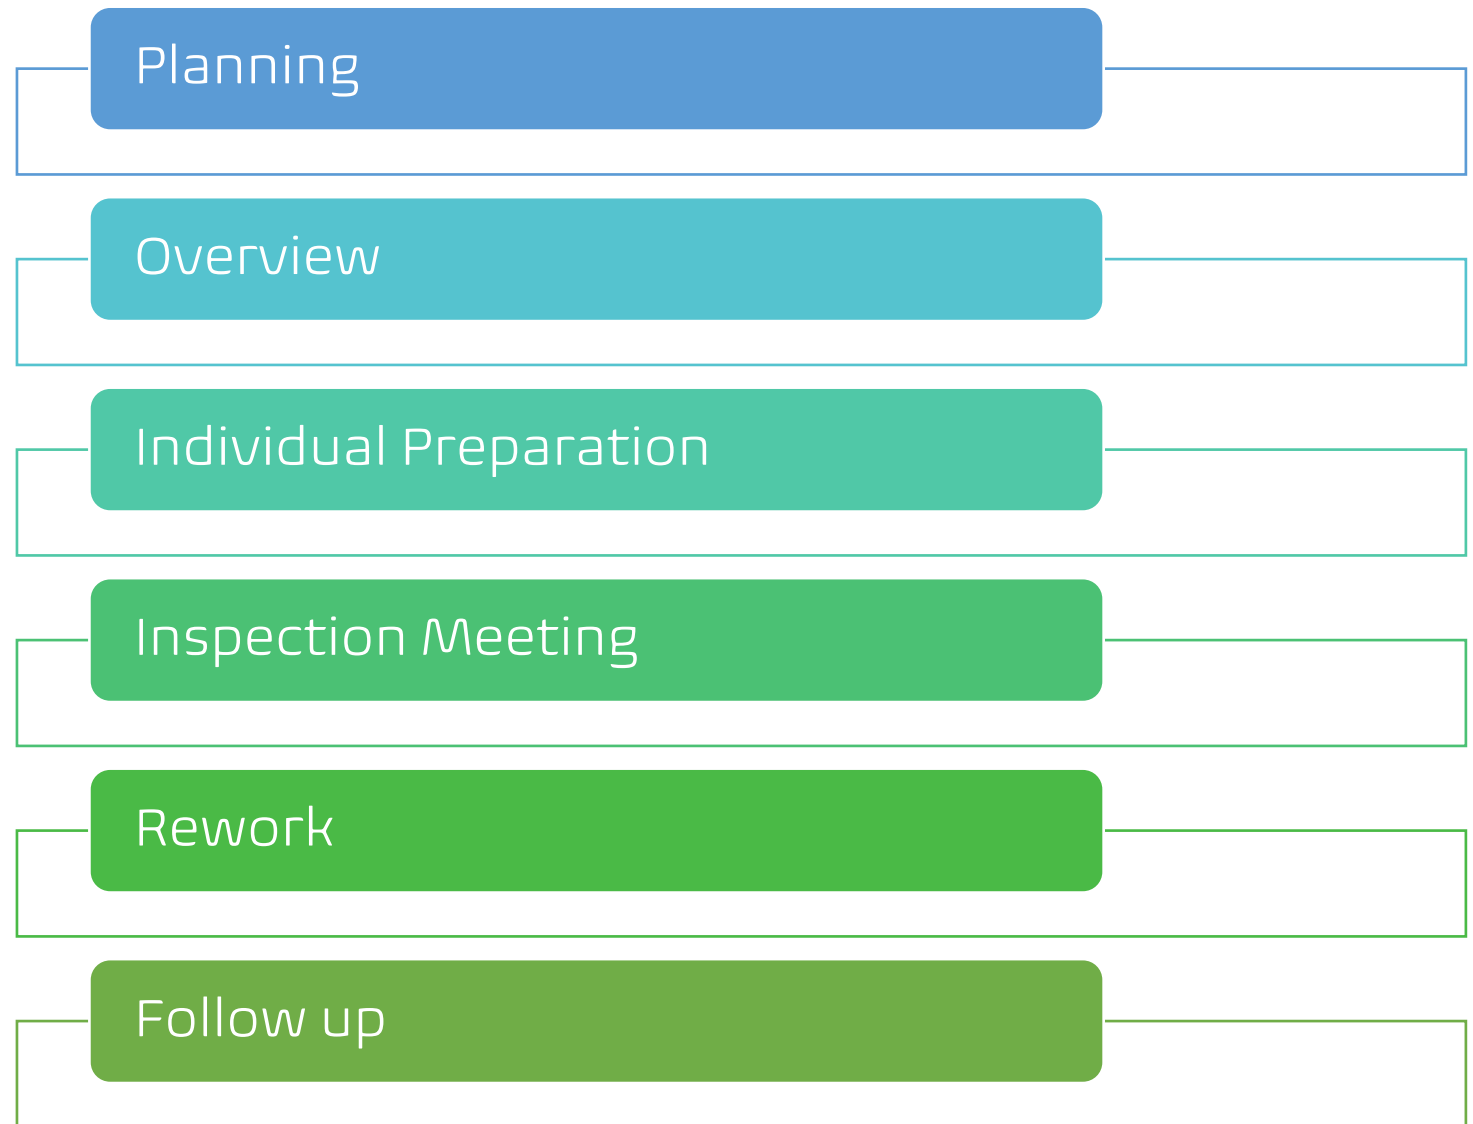 Planning
Overview
Individual Preparation
Inspection Meeting
Rework
Follow up